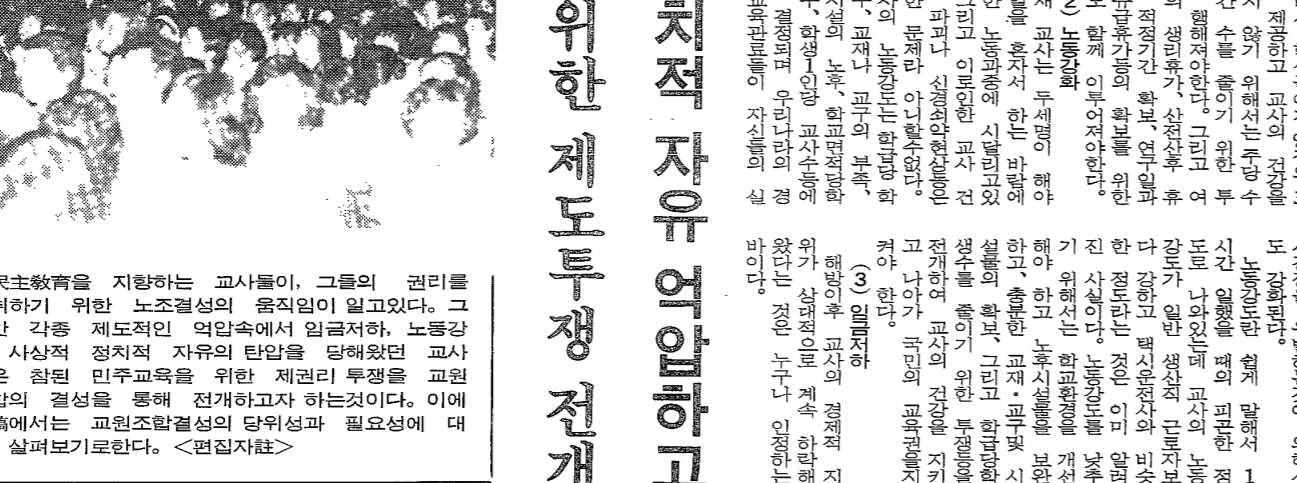 치적 자유 억압하고
위한 제도투쟁 전개
民主敎育을 지향하는 교사들이, 그들의 권리를
취하기 위한 노조결성의 움직임이 일고있다. 그
각종 제도적인 억압속에서 임금저하, 노동강
사상적 정치적 자유의 탄압을 당해왔던 교사
은 참된 민주교육을 위한 제권리 투쟁을 교원
합의 결성을 통해 전개하고자 하는것이다. 이에
에서는 교원조합결성의 당위성과 필요성에 대
살펴보기로한다. <편집자註>
제공하고 교사의 건강을
지 않기 위해서는 주당 수
간 수를 줄이기 위한 투
행해져야한다. 그리고 여
의 생리휴가, 산전산후 휴
적정기간 확보, 연구일과
유급휴가등의 확보를 위한
도 함께 이루어져야한다.
2) 노동강화
재 교사는 두세명이 해야
일을 혼자서 하는 바람에
한 노동과중에 시달리고있
그리고 이로인한 교사 건
파괴나 신경쇠약현상등은
한 문제라 아니할수없다.
사의 노동강도는 학급당 학
수, 교재나 교구의 부족,
시설의 노후, 학교면적당학
수, 학생1인당 교사수등에
결정되며 우리나라의 경
교육관료들이 자신들의 실
도 강화된다.
노동강도란 쉽게 말해서 1
시간 일했을 때의 피곤한 정
도로 나와있는데 교사의 노동
강도가 일반 생산직 근로자보
다 강하고 택시운전사와 비슷
한 정도라는 것은 이미 알려
진 사실이다. 노동강도를 낮추
기 위해서는 학교환경을 개선
해야 하고 노후시설물을 보완
하고, 충분한 교재·교구및 시
설물의 확보, 그리고 학급당학
생수를 줄이기 위한 투쟁등을
전개하여 교사의 건강을 지키
고 나아가 국민의 교육권을지
켜야 한다.
(3) 임금저하
해방이후 교사의 경제적 지
위가 상대적으로 계속 하락해
왔다는 것은 누구나 인정하는
바이다.